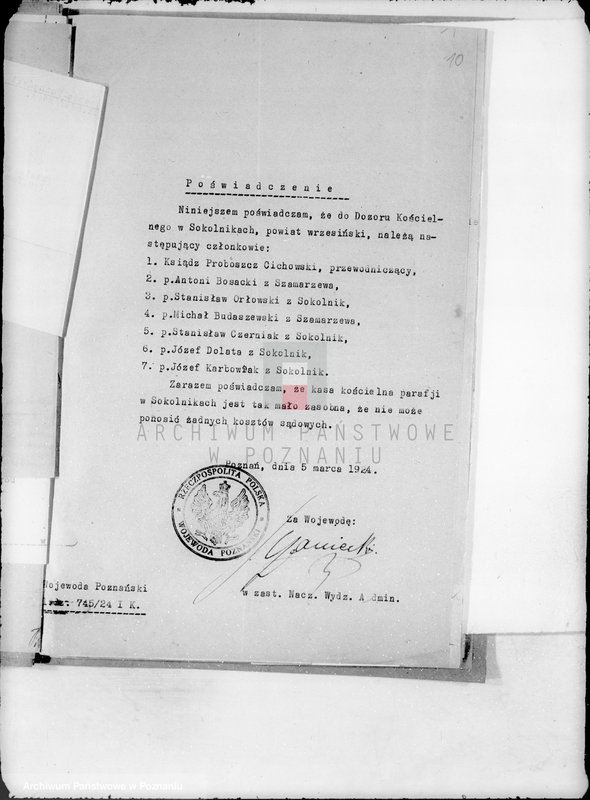 10
Poświadczenie
Niniejszem poświadczam, że do Dozoru Kościel-
nego w Sokolnikach, powiat wrzesiński, należą na-
stępujący członkowie:
1. Ksiądz Proboszcz Cichowski, przewodniczący,
2. p.Antoni Bosacki z Szamarzewa,
3. p.Stanisław Orłowski z Sokolnik,
4. p.Michał Budaszewski z Szamarzewa,
5. p.Stanisław Czerniak z Sokolnik,
6. p.Józef Dolata z Sokolnik,
7. p.Józef Karbowiak z Sokolnik.
Zarazem poświadczam, że kasa kościelna parafji
w Sokolnikach jest tak mało zasobna, że nie może
ponosić żadnych kosztów sądowych.
ARCHIWUM PAŃSTWOWE
W POZNANIU
Poznań, dnia 5 marca 1924.
RZECZPOSPOLITA POLSKA
WOJEWODA POZNAŃSKI
Za Wojewodę:
w zast. Nacz. Wydz. Admin.
Wojewoda Poznański
745/24 I K.
Archiwum Państwowe w Poznaniu